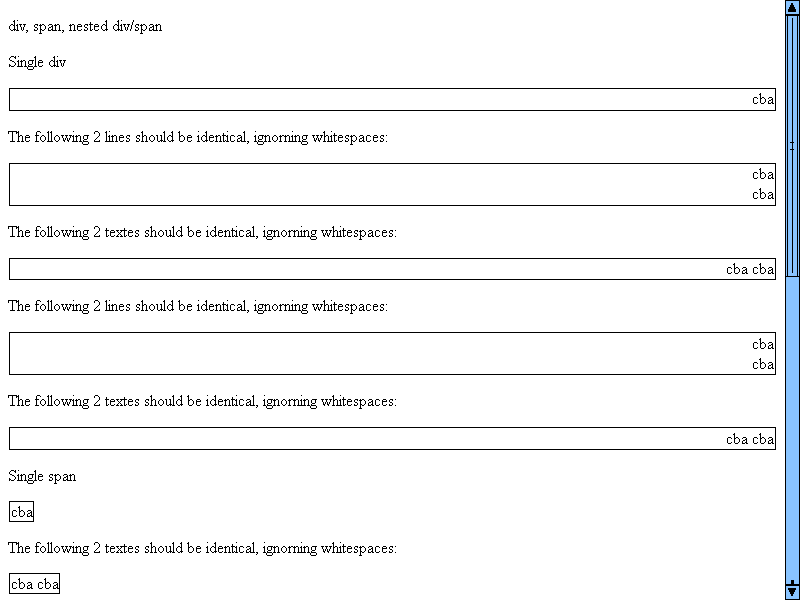 div, span, nested div/span
Single div
cba
The following 2 lines should be identical, ignorning whitespaces:
cba
cba
The following 2 textes should be identical, ignorning whitespaces:
cba cba
The following 2 lines should be identical, ignorning whitespaces:
cba
cba
The following 2 textes should be identical, ignorning whitespaces:
cba cba
Single span
cba
The following 2 textes should be identical, ignorning whitespaces:
cba cba